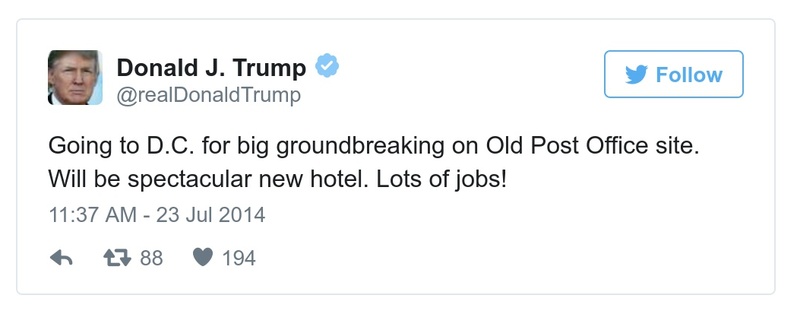 Donald J. Trump
@realDonaldTrump
Follow
Going to D.C. for big groundbreaking on Old Post Office site.
Will be spectacular new hotel. Lots of jobs!
11:37 AM - 23 Jul 2014
88 194